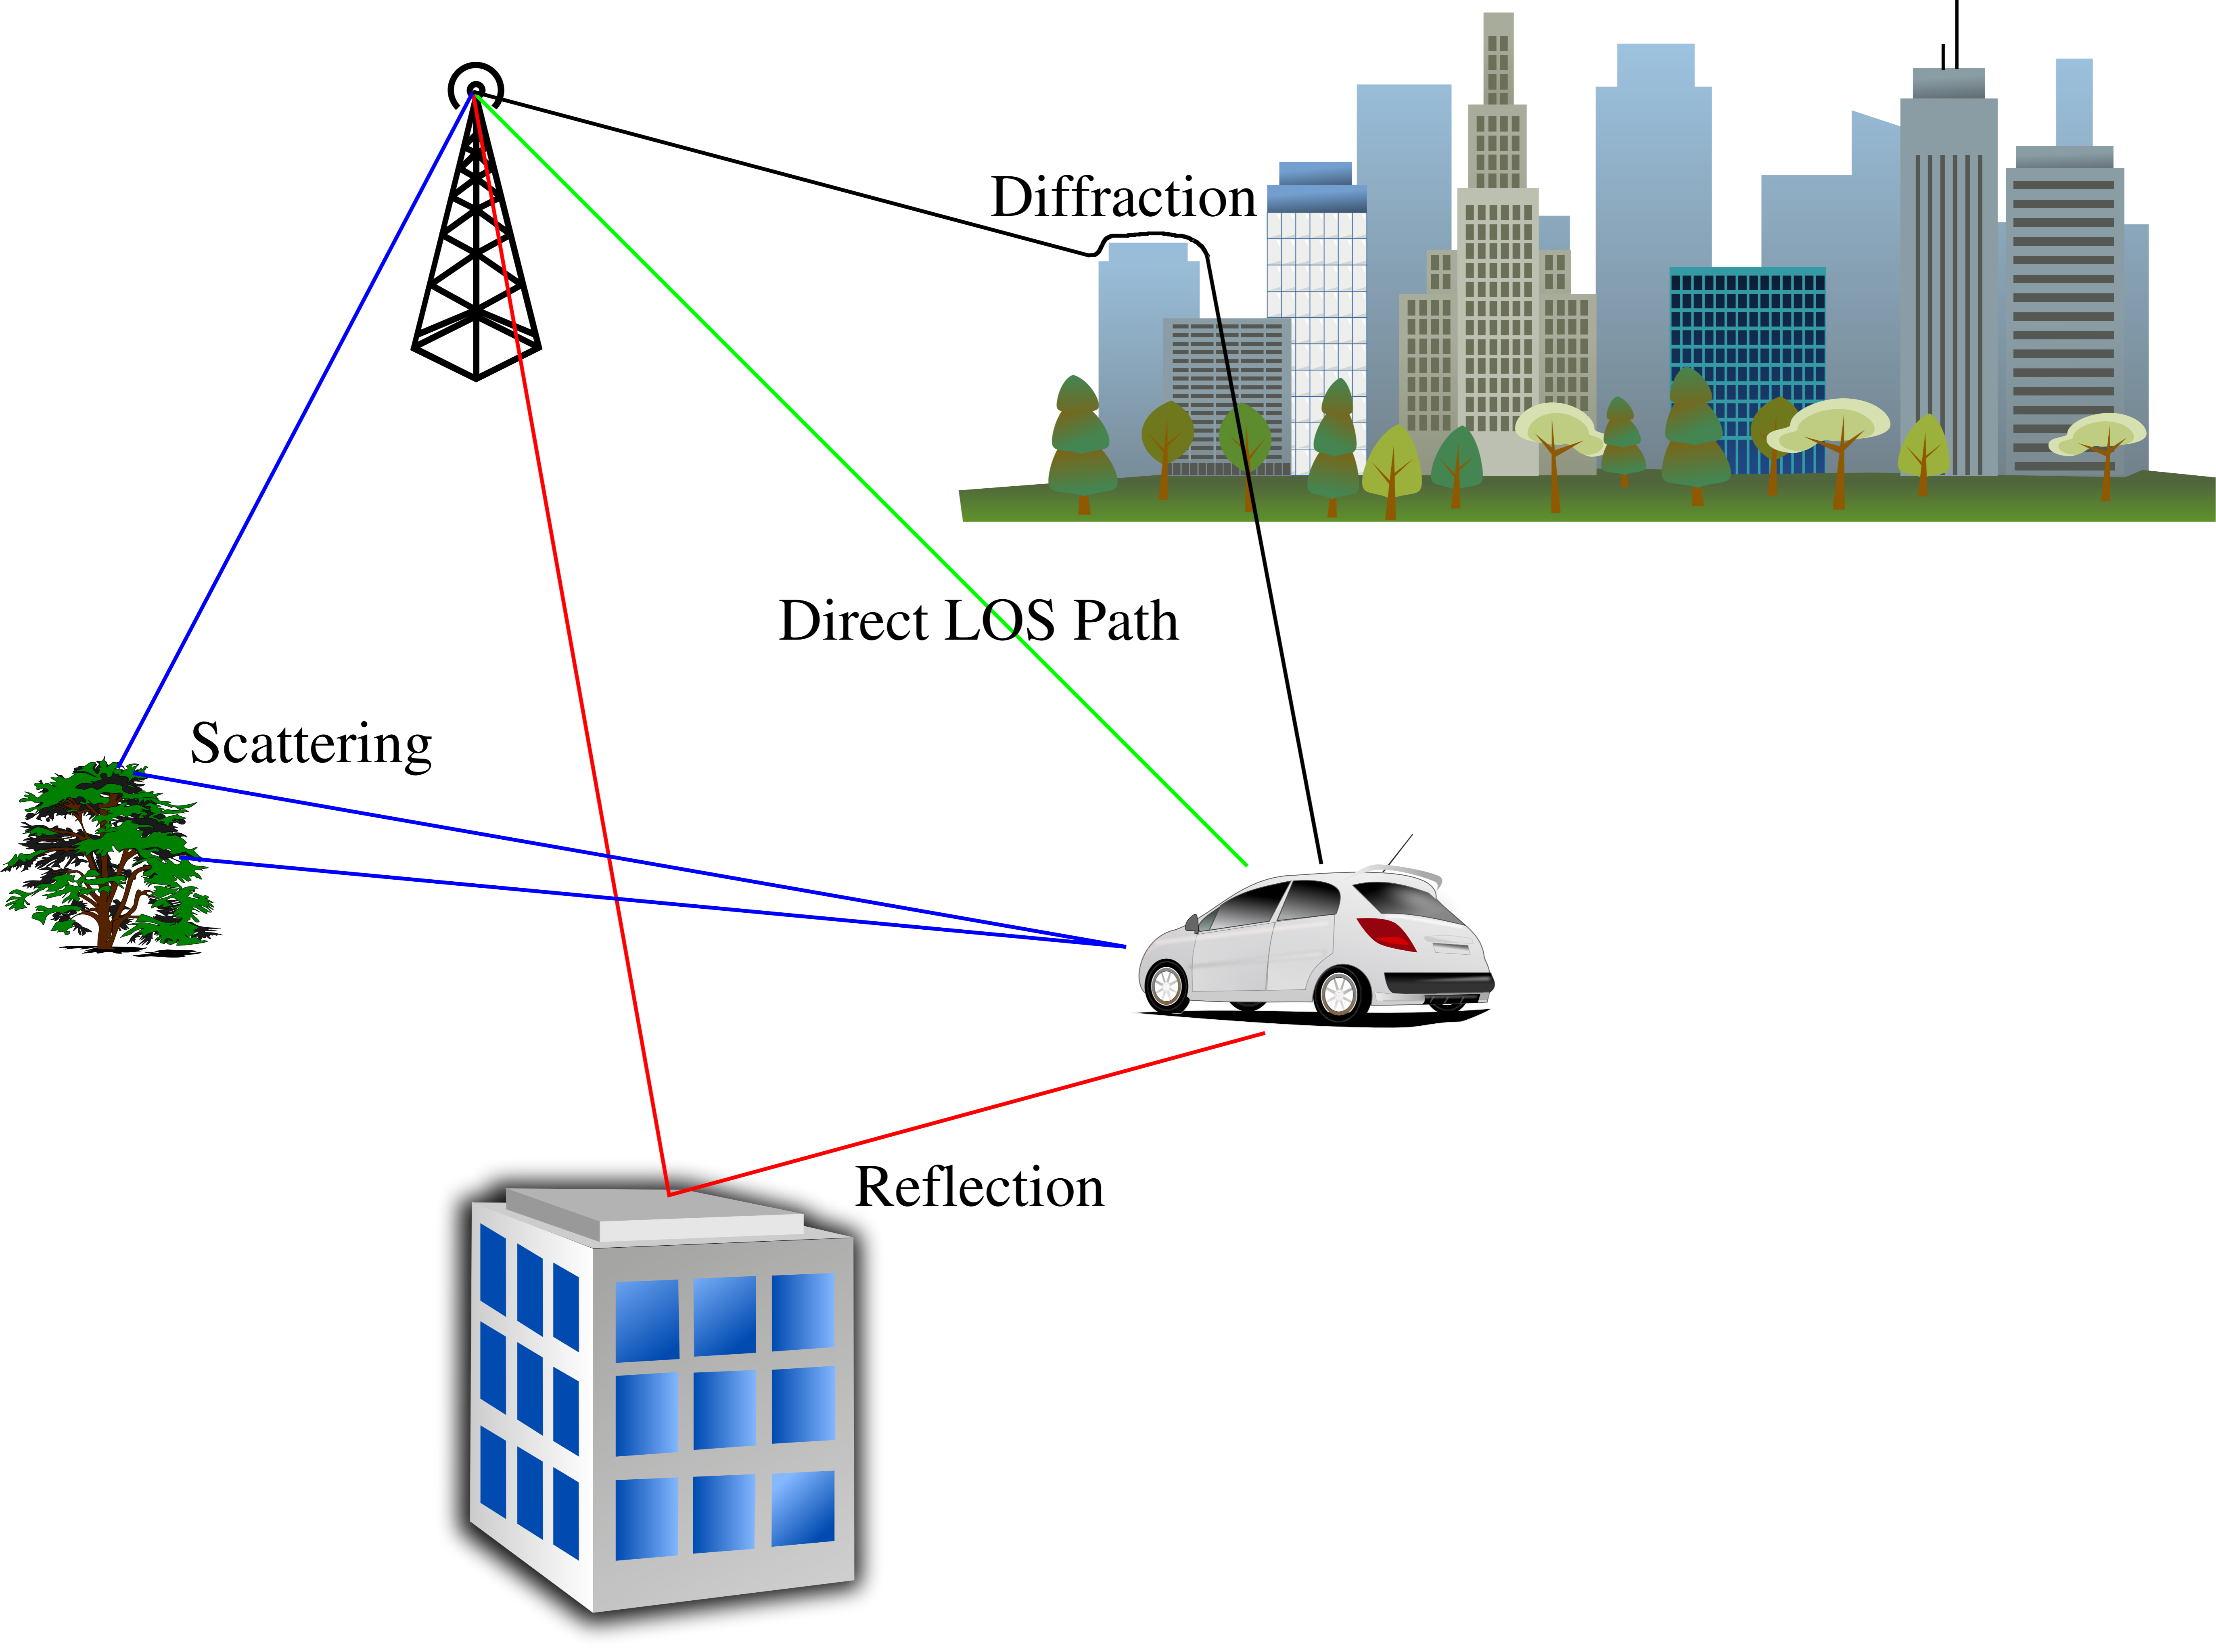 Diffraction
Direct LOS Path
Scattering
Reflection